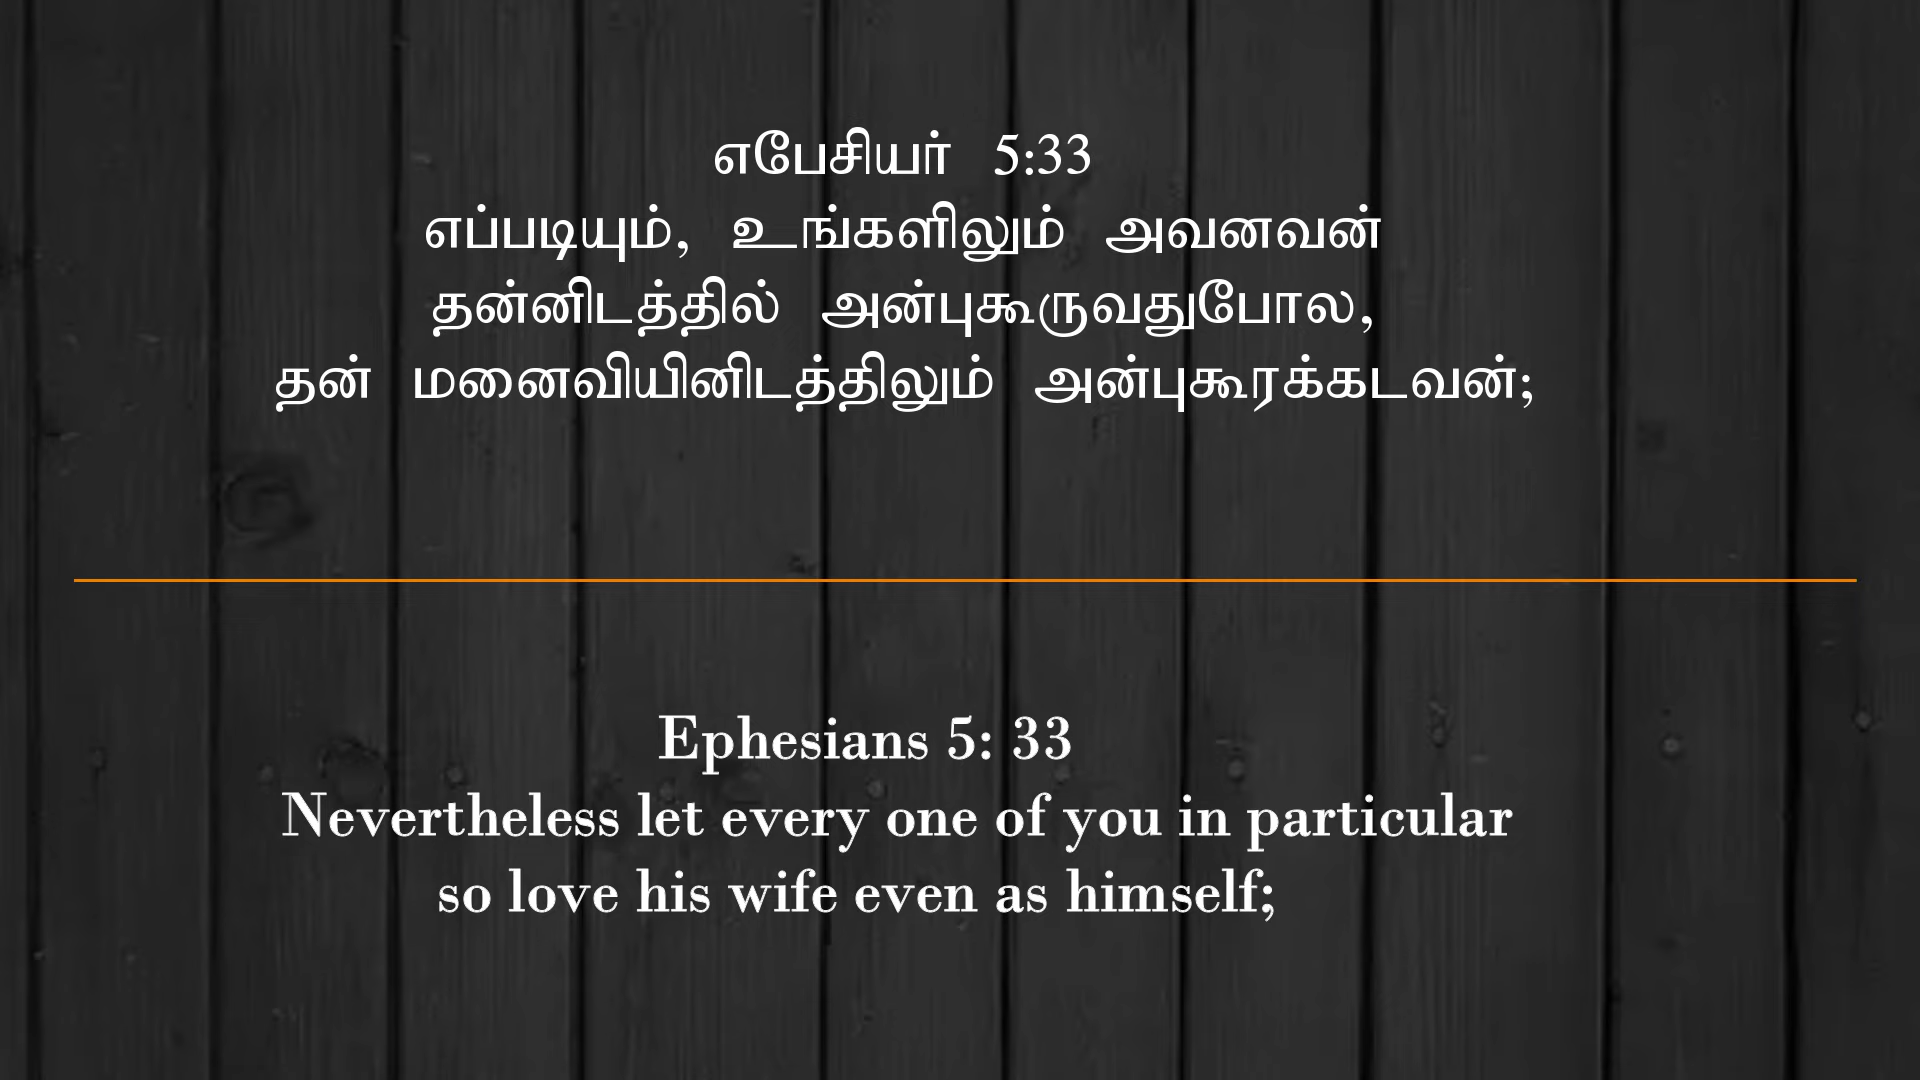 எபேசியர் 5:33
எப்படியும், உங்களிலும் அவனவன்
தன்னிடத்தில் அன்புகூருவதுபோல,
தன் மனைவியினிடத்திலும் அன்புகூரக்கடவன்;
Ephesians 5: 33
Nevertheless let every one of you in particular
so love his wife even as himself;